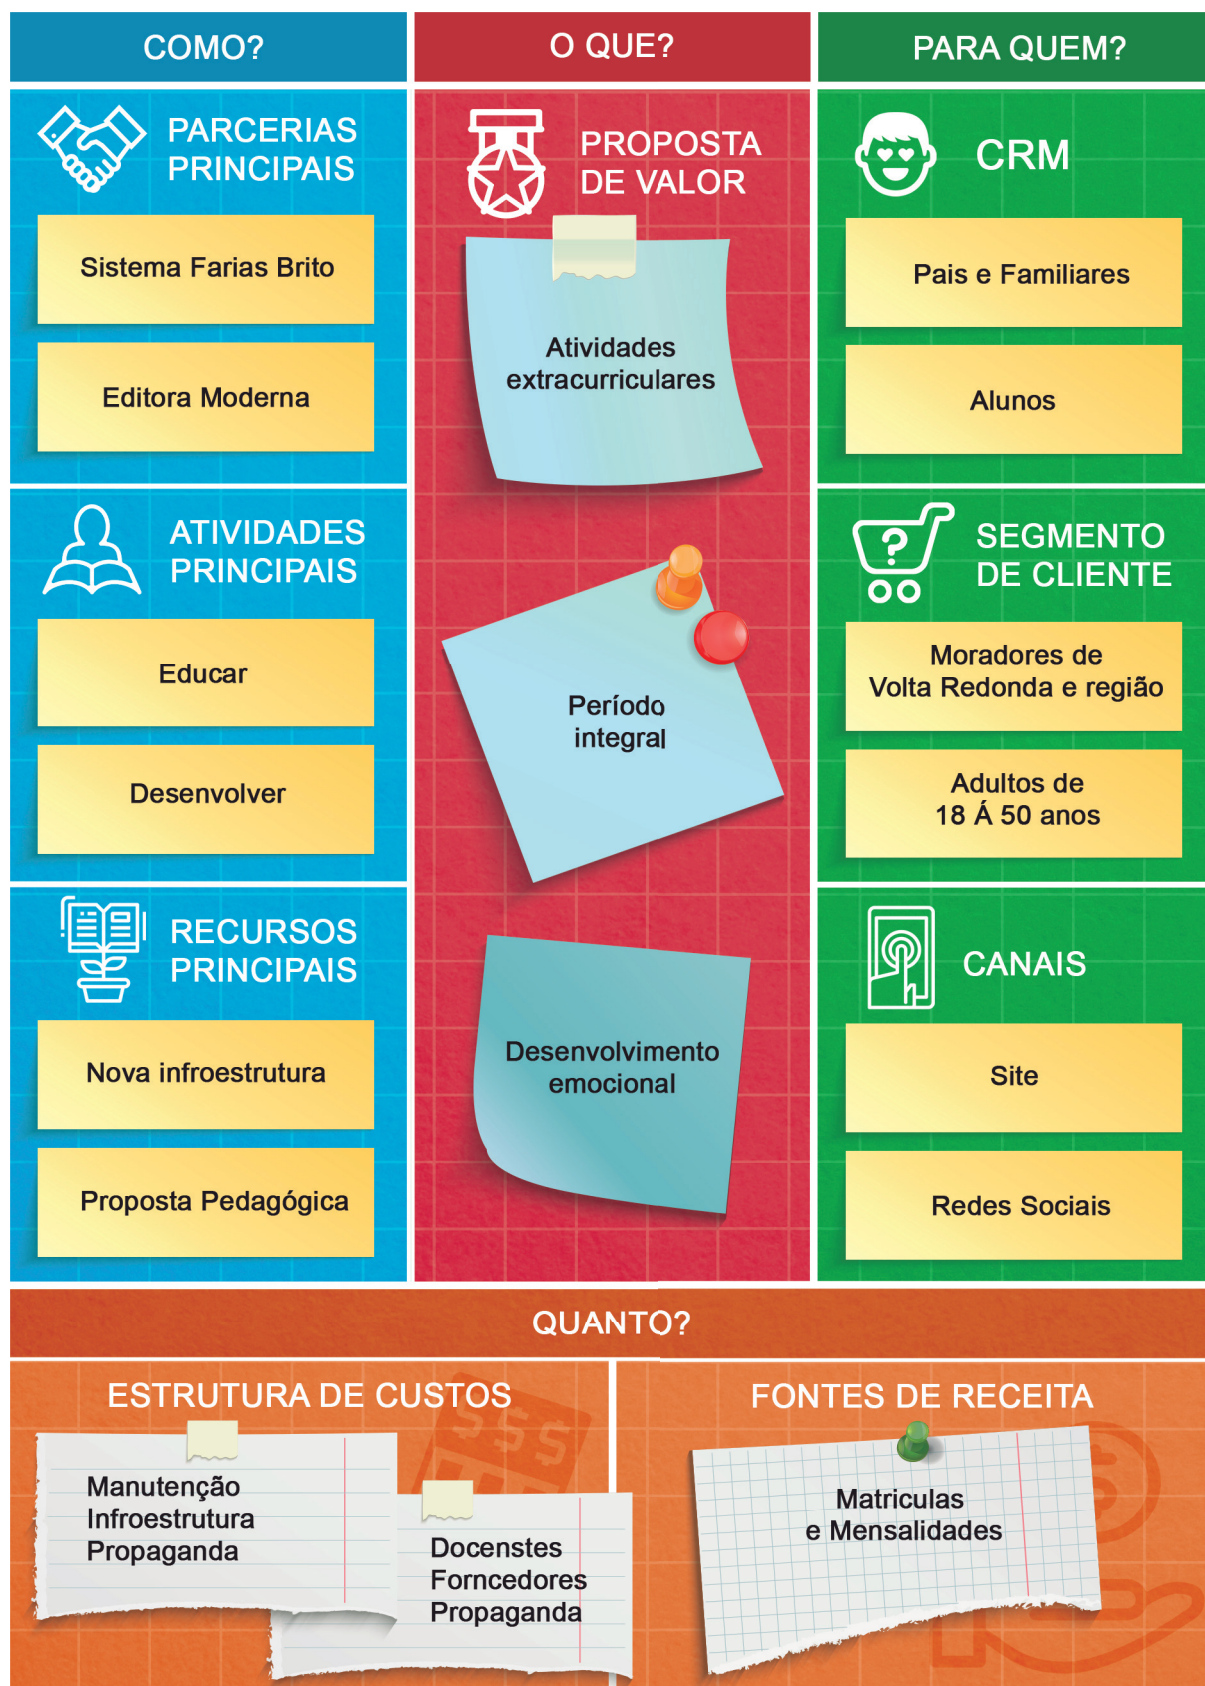 COMO?
PARCERIAS
PRINCIPAIS
Sistema Farias Brito
Editora Moderna
ATIVIDADES
PRINCIPAIS
Educar
Desenvolver
RECURSOS
PRINCIPAIS
Nova infroestrutura
Proposta Pedagógica
O QUE?
PROPOSTA
DE VALOR
Atividades
extracurriculares
Período
integral
Desenvolvimento
emocional
PARA QUEM?
CRM
Pais e Familiares
Alunos
SEGMENTO
DE CLIENTE
Moradores de
Volta Redonda e região
Adultos de
18 Á 50 anos
CANAIS
Site
Redes Sociais
QUANTO?
ESTRUTURA DE CUSTOS
$$$
Manutenção
Infroestrutura
Propaganda
Docenstes
Forncedores
Propaganda
FONTES DE RECEITA
$
Matriculas
e Mensalidades